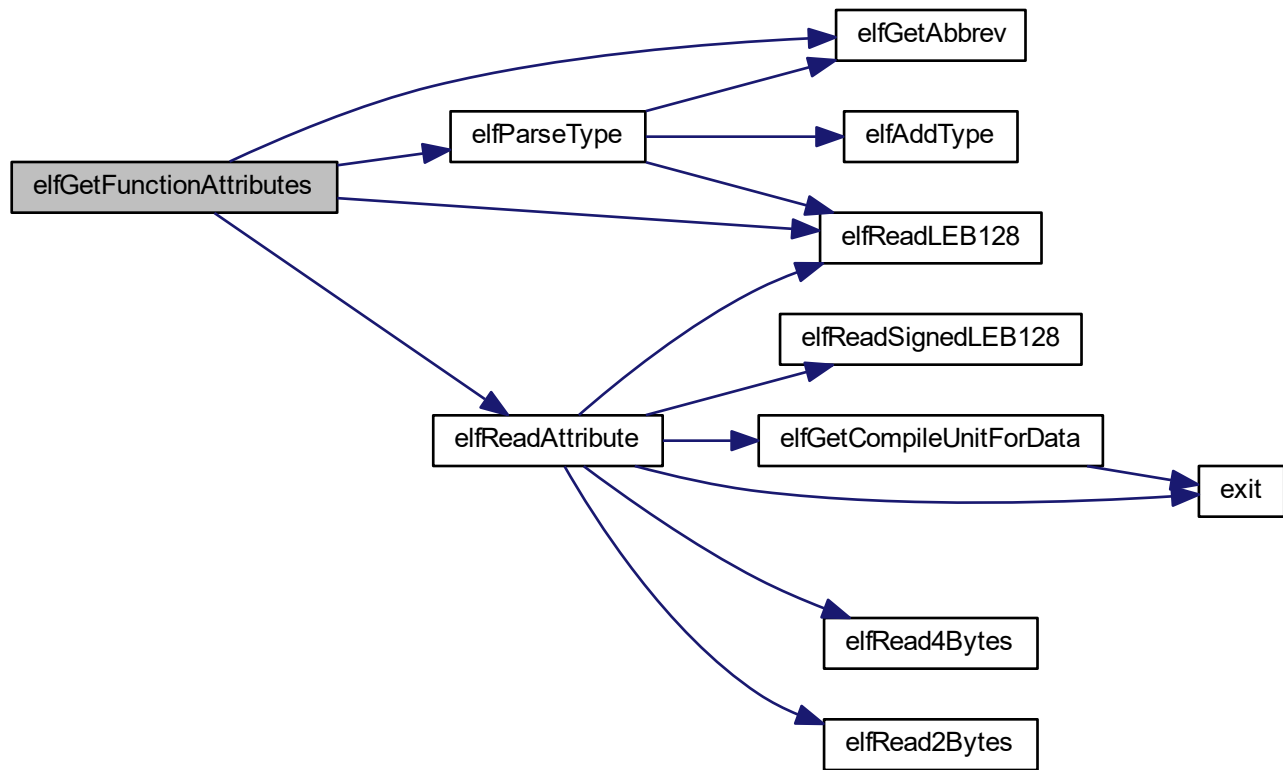 elfGetAbbrev
elfParseType
elfAddType
elfGetFunctionAttributes
elfReadLEB128
elfReadSignedLEB128
elfReadAttribute
elfGetCompileUnitForData
exit
elfRead4Bytes
elfRead2Bytes